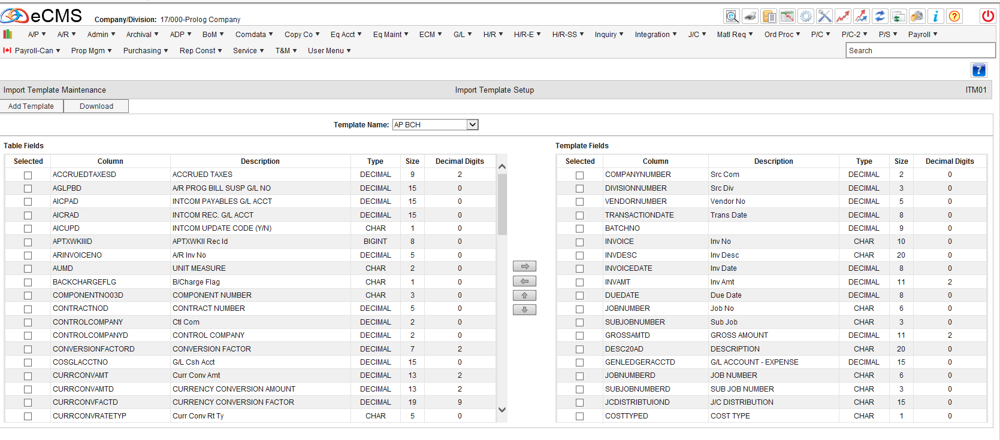 eCMS Company/Division: 17/000-Prolog Company
A/P A/R Admin Archival ADP BoM Comdata Copy Co Eq Acct Eq Maint ECM G/L H/R H/R-E H/R-SS Inquiry Integration J/C Matl Req Ord Proc P/C P/C-2 P/S Payroll
Payroll-Can Prop Mgm Purchasing Rep Const Service T&M User Menu Search
?
Import Template Maintenance Import Template Setup ITM01
Add Template Download
Template Name: AP BCH
Table Fields
Selected Column Description Type Size Decimal Digits
ACCRUEDTAXESD ACCRUED TAXES DECIMAL 9 2
AGLPBD A/R PROG BILL SUSP G/L NO DECIMAL 15 0
AICPAD INTCOM PAYABLES G/L ACCT DECIMAL 15 0
AICRAD INTCOM REC. G/L ACCT DECIMAL 15 0
AICUPD INTCOM UPDATE CODE (Y/N) CHAR 1 0
APTXWKIIID APTXWKII Rec Id BIGINT 8 0
ARINVOICENO A/R Inv No DECIMAL 5 0
AUMD UNIT MEASURE CHAR 2 0
BACKCHARGEFLG B/Charge Flag CHAR 1 0
COMPONENTNO03D COMPONENT NUMBER CHAR 3 0
CONTRACTNOD CONTRACT NUMBER DECIMAL 5 0
CONTROLCOMPANY Ctl Com DECIMAL 2 0
CONTROLCOMPANYD CONTROL COMPANY DECIMAL 2 0
CONVERSIONFACTORD CONVERSION FACTOR DECIMAL 7 2
COSGLACCTNO G/L Csh Acct DECIMAL 15 0
CURRCONVAMT Curr Conv Amt DECIMAL 13 2
CURRCONVAMTD CURRENCY CONVERSION AMOUNT DECIMAL 13 2
CURRCONVFACTD CURRENCY CONVERSION FACTOR DECIMAL 19 9
CURRCONVRATETYP Curr Conv Rt Ty CHAR 5 0
Template Fields
Selected Column Description Type Size Decimal Digits
COMPANYNUMBER Src Com DECIMAL 2 0
DIVISIONNUMBER Src Div DECIMAL 3 0
VENDORNUMBER Vendor No DECIMAL 5 0
TRANSACTIONDATE Trans Date DECIMAL 8 0
BATCHNO DECIMAL 9 0
INVOICE Inv No CHAR 10 0
INVDESC Inv Desc CHAR 20 0
INVOICEDATE Inv Date DECIMAL 8 0
INVAMT Inv Amt DECIMAL 11 2
DUEDATE Due Date DECIMAL 8 0
JOBNUMBER Job No CHAR 6 0
SUBJOBNUMBER Sub Job CHAR 3 0
GROSSAMTD GROSS AMOUNT DECIMAL 11 2
DESC20AD DESCRIPTION CHAR 20 0
GENLEDGERACCTD G/L ACCOUNT - EXPENSE DECIMAL 15 0
JOBNUMBERD JOB NUMBER CHAR 6 0
SUBJOBNUMBERD SUB JOB NUMBER CHAR 3 0
JCDISTRIBTUIOND J/C DISTRIBUTION CHAR 15 0
COSTTYPED COST TYPE CHAR 1 0